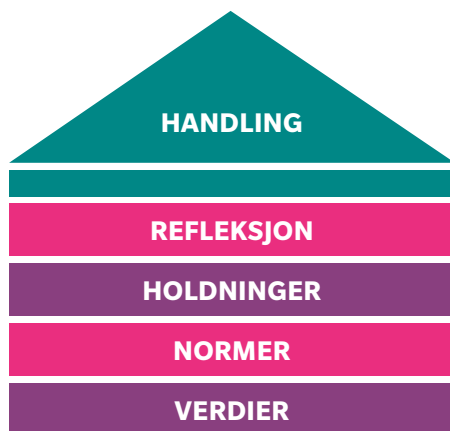 HANDLING
REFLEKSJON
HOLDNINGER
NORMER
VERDIER